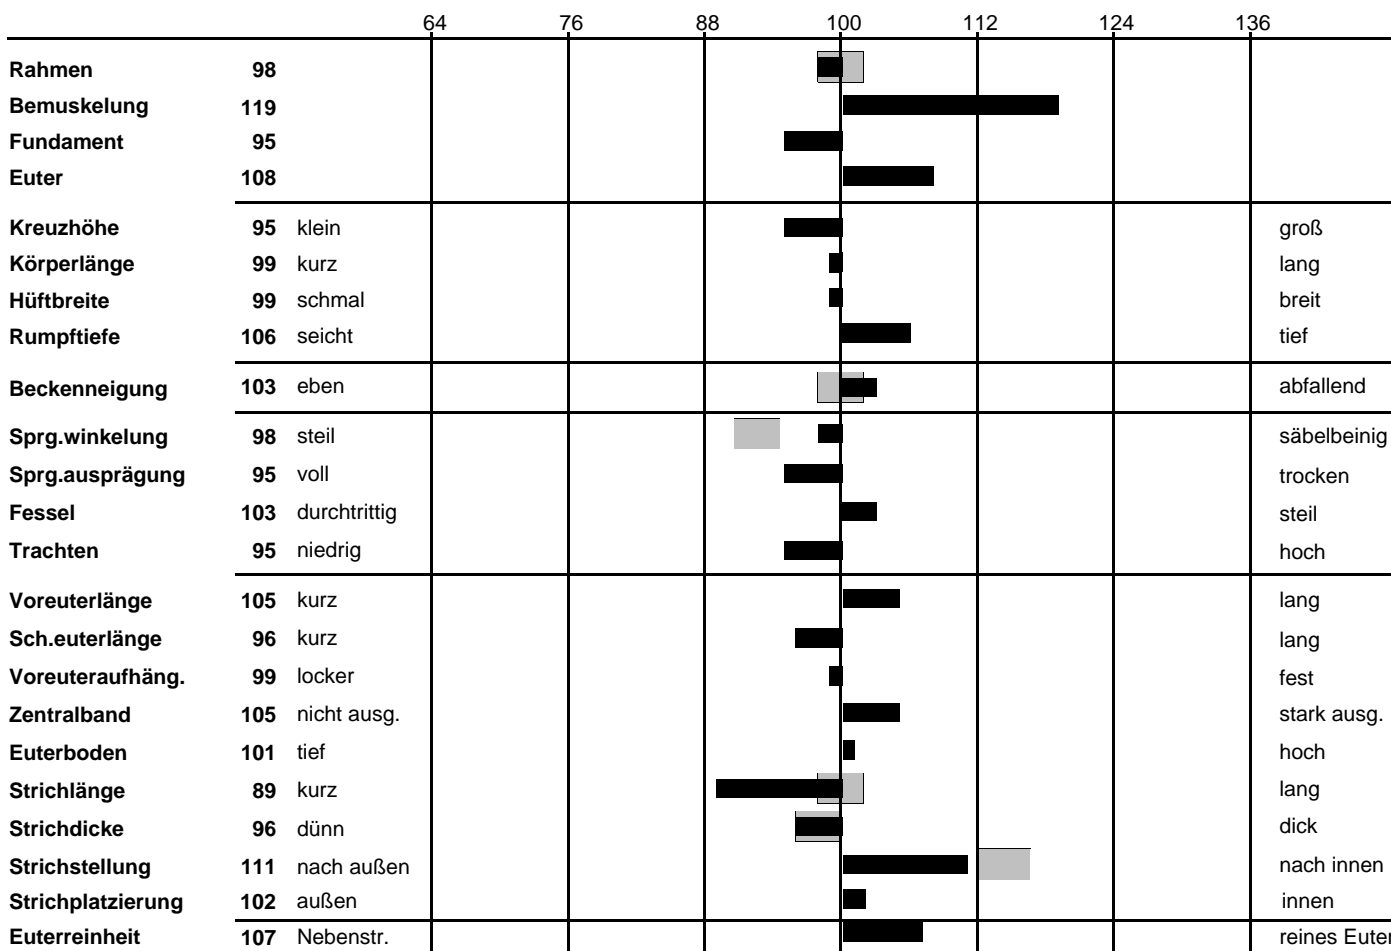 64 76 88 100 112 124 136
Rahmen 98
Bemuskelung 119
Fundament 95
Euter 108
Kreuzhöhe 95 klein groß
Körperlänge 99 kurz lang
Hüftbreite 99 schmal breit
Rumpftiefe 106 seicht tief
Beckenneigung 103 eben abfallend
Sprg.winkelung 98 steil säbelbeinig
Sprg.ausprägung 95 voll trocken
Fessel 103 durchtrittig steil
Trachten 95 niedrig hoch
Voreuterlänge 105 kurz lang
Sch.euterlänge 96 kurz lang
Voreuteraufhäng. 99 locker fest
Zentralband 105 nicht ausg. stark ausg.
Euterboden 101 tief hoch
Strichlänge 89 kurz lang
Strichdicke 96 dünn dick
Strichstellung 111 nach außen nach innen
Strichplatzierung 102 außen innen
Euterreinheit 107 Nebenstr. reines Euter